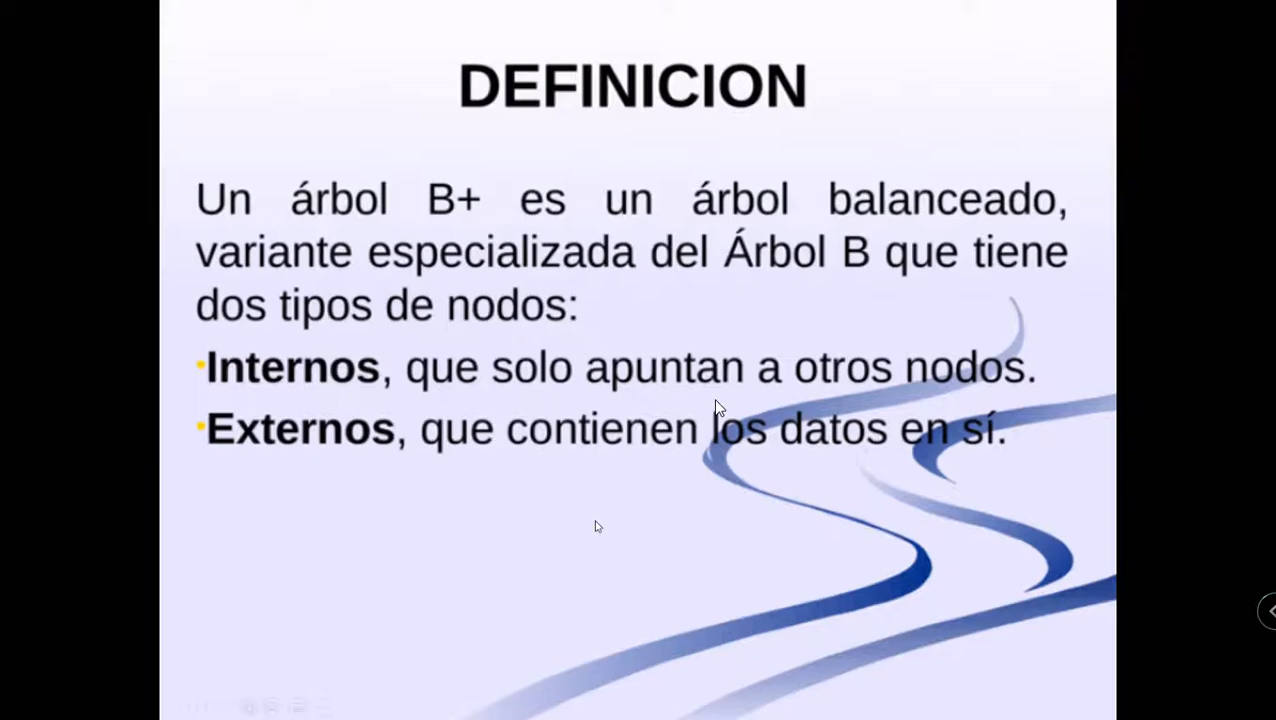 DEFINICION
Un árbol B+ es un árbol balanceado,
variante especializada del Árbol B que tiene
dos tipos de nodos:
·Internos, que solo apuntan a otros nodos.
·Externos, que contienen los datos en sí.